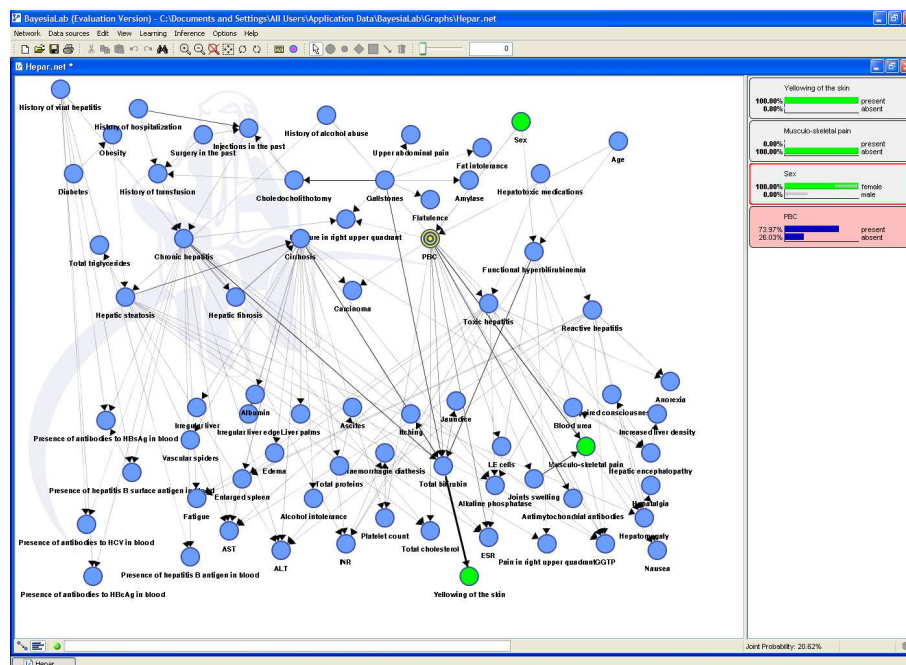 BayesiaLab (Evaluation Version) - C:\Documents and Settings\All Users\Application Data\BayesiaLab\Graphs\Hepar.net
Network Data sources Edit View Learning Inference Options Help
0
Hepar.net *
History of viral hepatitis
History of hospitalization
Obesity
Surgery in the past
Injections in the past
History of alcohol abuse
Upper abdominal pain
Sex
Fat intolerance
Age
Diabetes
History of transfusion
Choledocholithotomy
Gallstones
Amylase
Hepatotoxic medications
Flatulence
Total triglycerides
Chronic hepatitis
ure in right upper quadrant
Cirrhosis
PBC
Functional hyperbilirubinemia
Hepatic steatosis
Hepatic fibrosis
Carcinoma
Toxic hepatitis
Reactive hepatitis
Anorexia
Presence of antibodies to HBsAg in blood
Irregular liver
Albumin
Irregular liver edge
Liver palms
Ascites
Itching
Jaundice
Blood urea
ired consciousness
Increased liver density
Vascular spiders
Edema
Total proteins
aemorrhagie diathesis
Total bilirubin
LE cells
Musculo-skeletal pain
Hepatic encephalopathy
Presence of hepatitis B surface antigen in blood
Enlarged spleen
Fatigue
Alcohol intolerance
Alkaline phosphatase
Joints swelling
Antimytochondrial antibodies
Hepatalgia
Presence of antibodies to HCV in blood
AST
Platelet count
Total cholesterol
ESR
Hepatomegaly
Presence of hepatitis B antigen in blood
ALT
INR
Pain in right upper quadrant
GGTP
Nausea
Presence of antibodies to HBcAg in blood
Yellowing of the skin
Yellowing of the skin
100.00% present
0.00% absent
Musculo-skeletal pain
0.00% present
100.00% absent
Sex
100.00% female
0.00% male
PBC
73.97% present
26.03% absent
Joint Probability: 20.62%
Hepar...